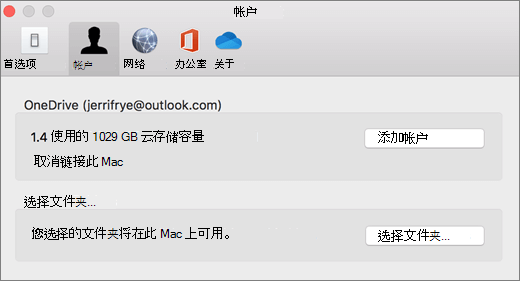 帐户
首选项
帐户
网络
办公室
关于
OneDrive (jerrifrye@outlook.com)
1.4 使用的 1029 GB 云存储容量
添加帐户
取消链接此 Mac
选择文件夹...
您选择的文件夹将在此 Mac 上可用。
选择文件夹...